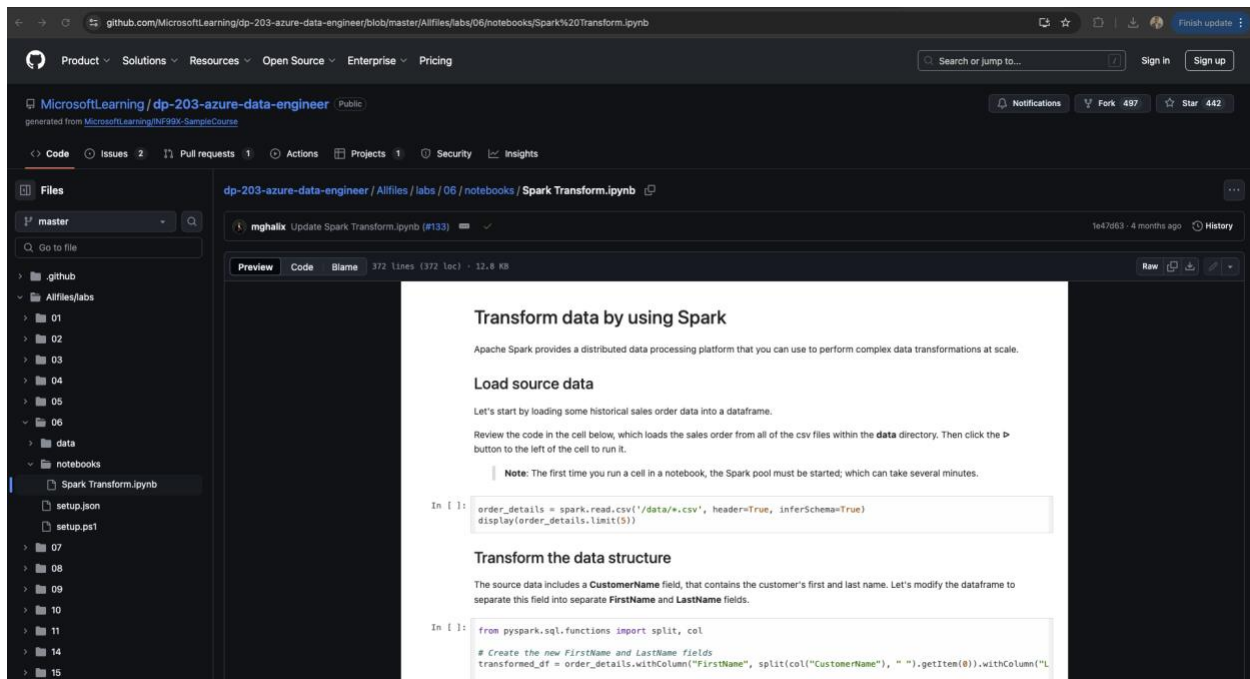 github.com/MicrosoftLearning/dp-203-azure-data-engineer/blob/master/Allfiles/labs/06/notebooks/Spark%20Transform.ipynb
Finish update
Product
Solutions
Resources
Open Source
Enterprise
Pricing
Search or jump to...
/
Sign in
Sign up
MicrosoftLearning / dp-203-azure-data-engineer
Public
generated from MicrosoftLearning/INF99X-SampleCourse
Notifications
Fork 497
Star 442
<> Code
Issues 2
Pull requests 1
Actions
Projects 1
Security
Insights
Files
master
Go to file
.github
Allfiles/labs
01
02
03
04
05
06
data
notebooks
Spark Transform.ipynb
setup.json
setup.ps1
07
08
09
10
11
14
15
dp-203-azure-data-engineer / Allfiles / labs / 06 / notebooks / Spark Transform.ipynb
mghalix Update Spark Transform.ipynb (#133)
1e47d63 · 4 months ago
History
Preview
Code
Blame
372 lines (372 loc) · 12.8 KB
Raw
Transform data by using Spark
Apache Spark provides a distributed data processing platform that you can use to perform complex data transformations at scale.
Load source data
Let's start by loading some historical sales order data into a dataframe.
Review the code in the cell below, which loads the sales order from all of the csv files within the data directory. Then click the ▷
button to the left of the cell to run it.
Note: The first time you run a cell in a notebook, the Spark pool must be started; which can take several minutes.
In [ ]:
order_details = spark.read.csv('/data/*.csv', header=True, inferSchema=True)
display(order_details.limit(5))
Transform the data structure
The source data includes a CustomerName field, that contains the customer's first and last name. Let's modify the dataframe to
separate this field into separate FirstName and LastName fields.
In [ ]:
from pyspark.sql.functions import split, col
# Create the new FirstName and LastName fields
transformed_df = order_details.withColumn("FirstName", split(col("CustomerName"), " ").getItem(0)).withColumn("L